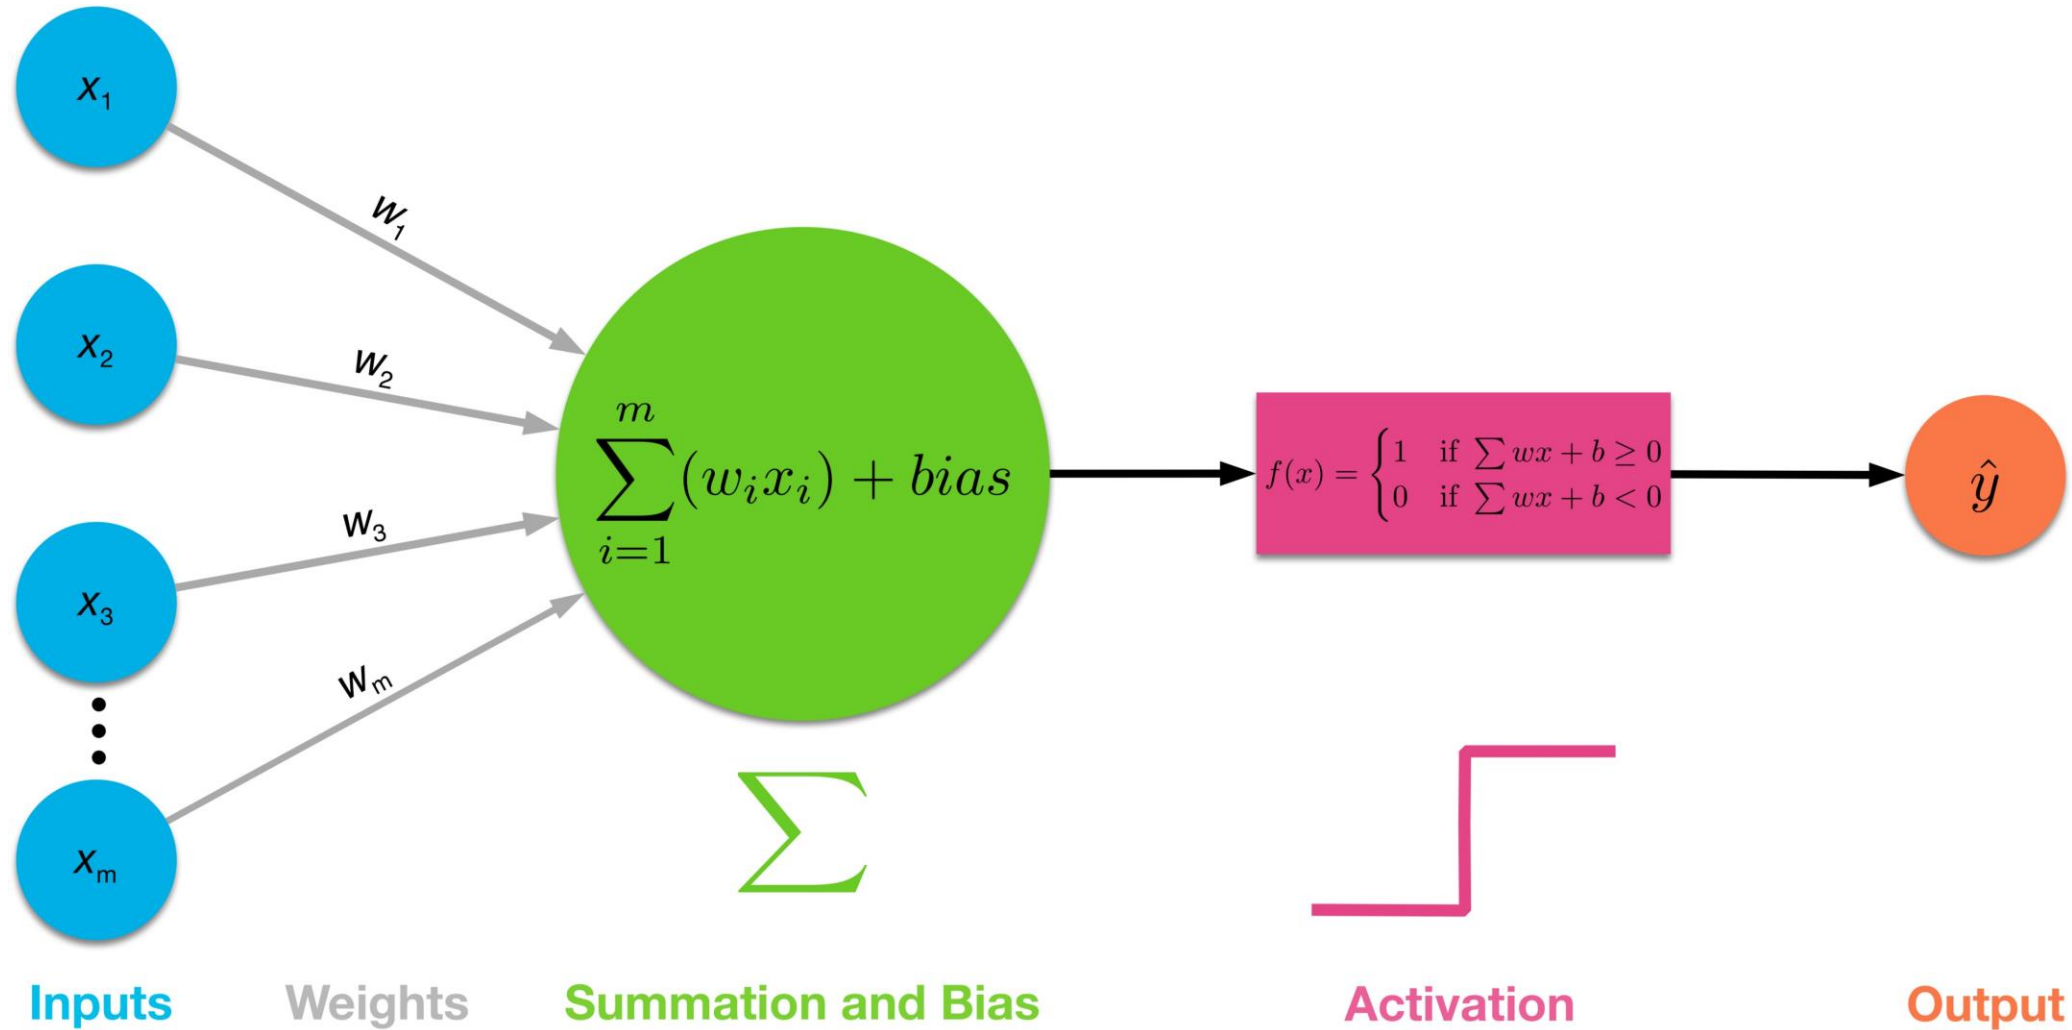 x₁
w₁
x₂
w₂
x₃
w₃
xₘ
wₘ
m
∑(wᵢxᵢ) + bias
i=1
f(x) = {1 if ∑ wx + b ≥ 0
0 if ∑ wx + b < 0
ŷ
∑
Inputs Weights Summation and Bias Activation Output